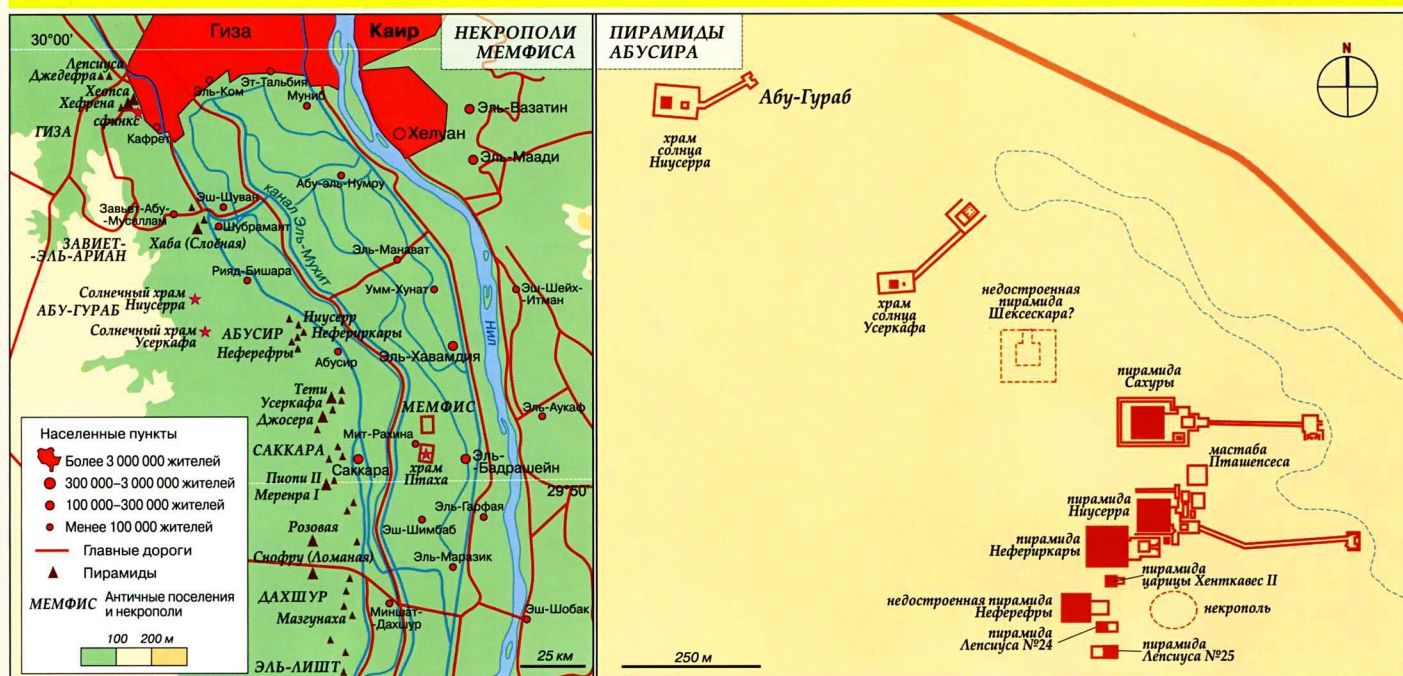 НЕКРОПОЛИ
МЕМФИСА
Гиза
Каир
30°00'
Лепсиуса
Джедефра
Хеопса
Хефрена
сфинкс
ГИЗА
Кафрет
Эль-Ком
Эт-Тальбия
Муниб
Эль-Вазатин
Хелуан
Эль-Маади
Абу-эль-Нумру
канал Эль-Мухит
Эш-Шуван
Завьет-Абу-
-Мусаллам
Шубрамант
Хаба (Слоёная)
ЗАВИЕТ-
-ЭЛЬ-АРИАН
Эль-Манават
Рияд-Бишара
Умм-Хунат
Эш-Шейх-
-Итман
Солнечный храм
Ниусерра
АБУ-ГУРАБ
Солнечный храм
Усеркафа
АБУСИР
Ниусерр
Нефериркары
Неферефры
Абусир
Нил
Эль-Хавамдия
Тети
Усеркафа
Джосера
МЕМФИС
Эль-Аукаф
Мит-Рахина
САККАРА
Саккара
храм
Птаха
Эль-
-Бадрашейн
Пиопи II
Меренра I
29°50'
Эль-Гарфая
Эш-Шимбаб
Розовая
Снофру (Ломаная)
Эль-Маразик
ДАХШУР
Мазгунаха
Миншат-
-Дахшур
Эш-Шобак
ЭЛЬ-ЛИШТ
25 км
Населенные пункты
Более 3 000 000 жителей
300 000–3 000 000 жителей
100 000–300 000 жителей
Менее 100 000 жителей
Главные дороги
Пирамиды
МЕМФИС Античные поселения
и некрополи
100 200 м
ПИРАМИДЫ
АБУСИРА
N
Абу-Гураб
храм
солнца
Ниусерра
храм
солнца
Усеркафа
недостроенная
пирамида
Шексескара?
пирамида
Сахуры
мастаба
Пташепсеса
пирамида
Ниусерра
пирамида
Нефериркары
пирамида
царицы Хенткавес II
недостроенная пирамида
Неферефры
некрополь
пирамида
Лепсиуса №24
пирамида
Лепсиуса №25
250 м